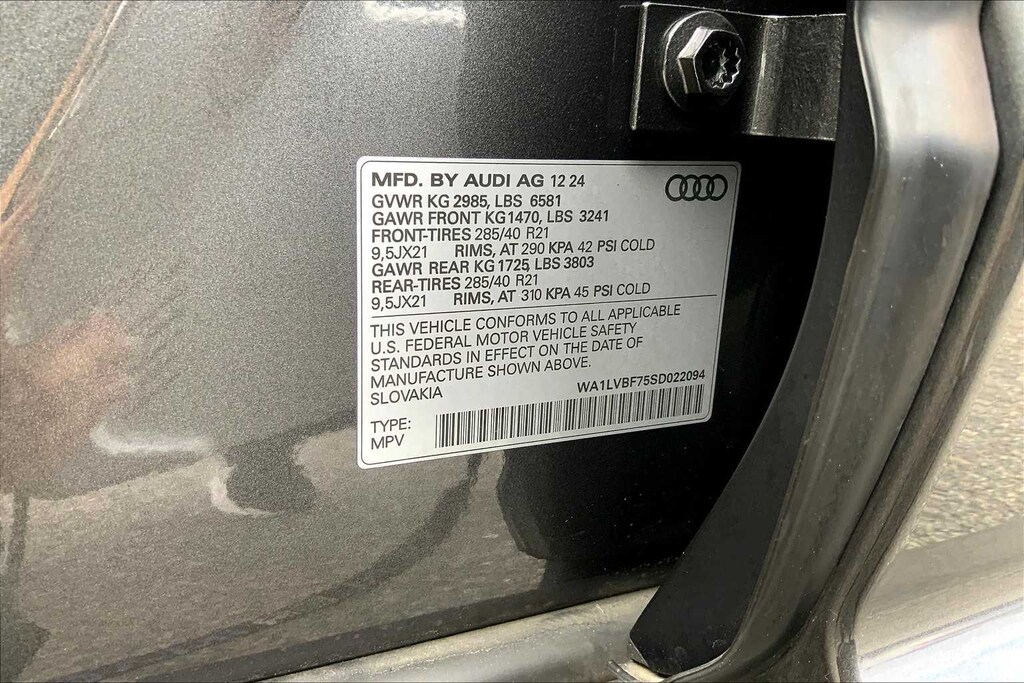 MFD. BY AUDI AG 12 24
GVWR KG 2985, LBS 6581
GAWR FRONT KG1470, LBS 3241
FRONT-TIRES 285/40 R21
9,5JX21 RIMS, AT 290 KPA 42 PSI COLD
GAWR REAR KG 1725, LBS 3803
REAR-TIRES 285/40 R21
9,5JX21 RIMS, AT 310 KPA 45 PSI COLD
THIS VEHICLE CONFORMS TO ALL APPLICABLE
U.S. FEDERAL MOTOR VEHICLE SAFETY
STANDARDS IN EFFECT ON THE DATE OF
MANUFACTURE SHOWN ABOVE.
SLOVAKIA
WA1LVBF75SD022094
TYPE:
MPV